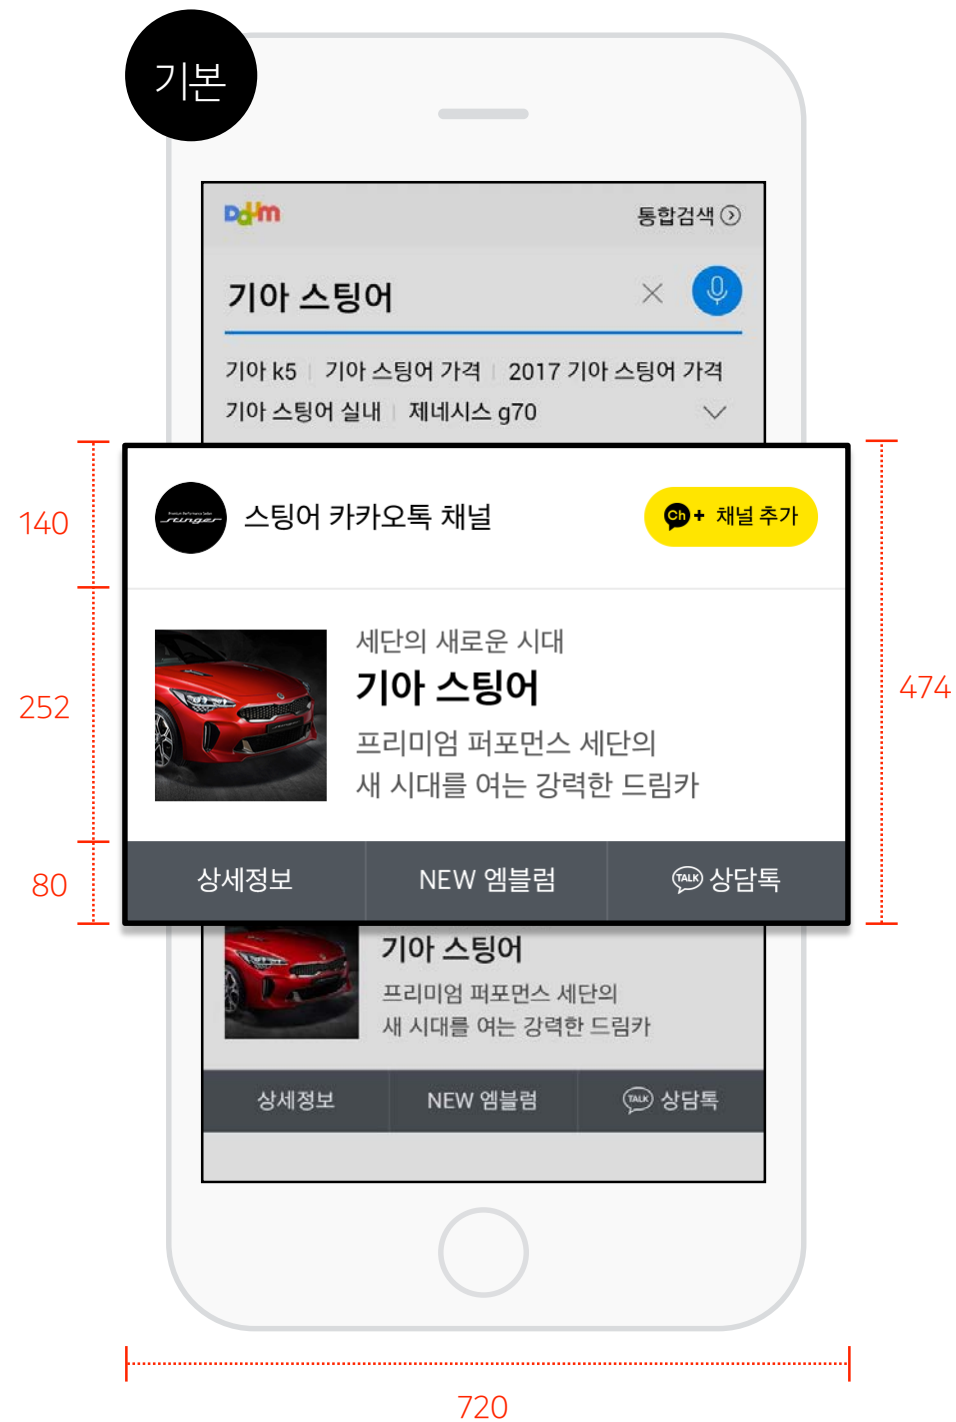 기본
Daum
통합검색
기아 스팅어
기아 k5 기아 스팅어 가격 2017 기아 스팅어 가격
기아 스팅어 실내 제네시스 g70
stinger 스팅어 카카오톡 채널 Ch+ 채널 추가
140
세단의 새로운 시대
기아 스팅어
프리미엄 퍼포먼스 세단의
새 시대를 여는 강력한 드림카
252
474
상세정보 NEW 엠블럼 TALK 상담톡
80
기아 스팅어
프리미엄 퍼포먼스 세단의
새 시대를 여는 강력한 드림카
상세정보 NEW 엠블럼 TALK 상담톡
720